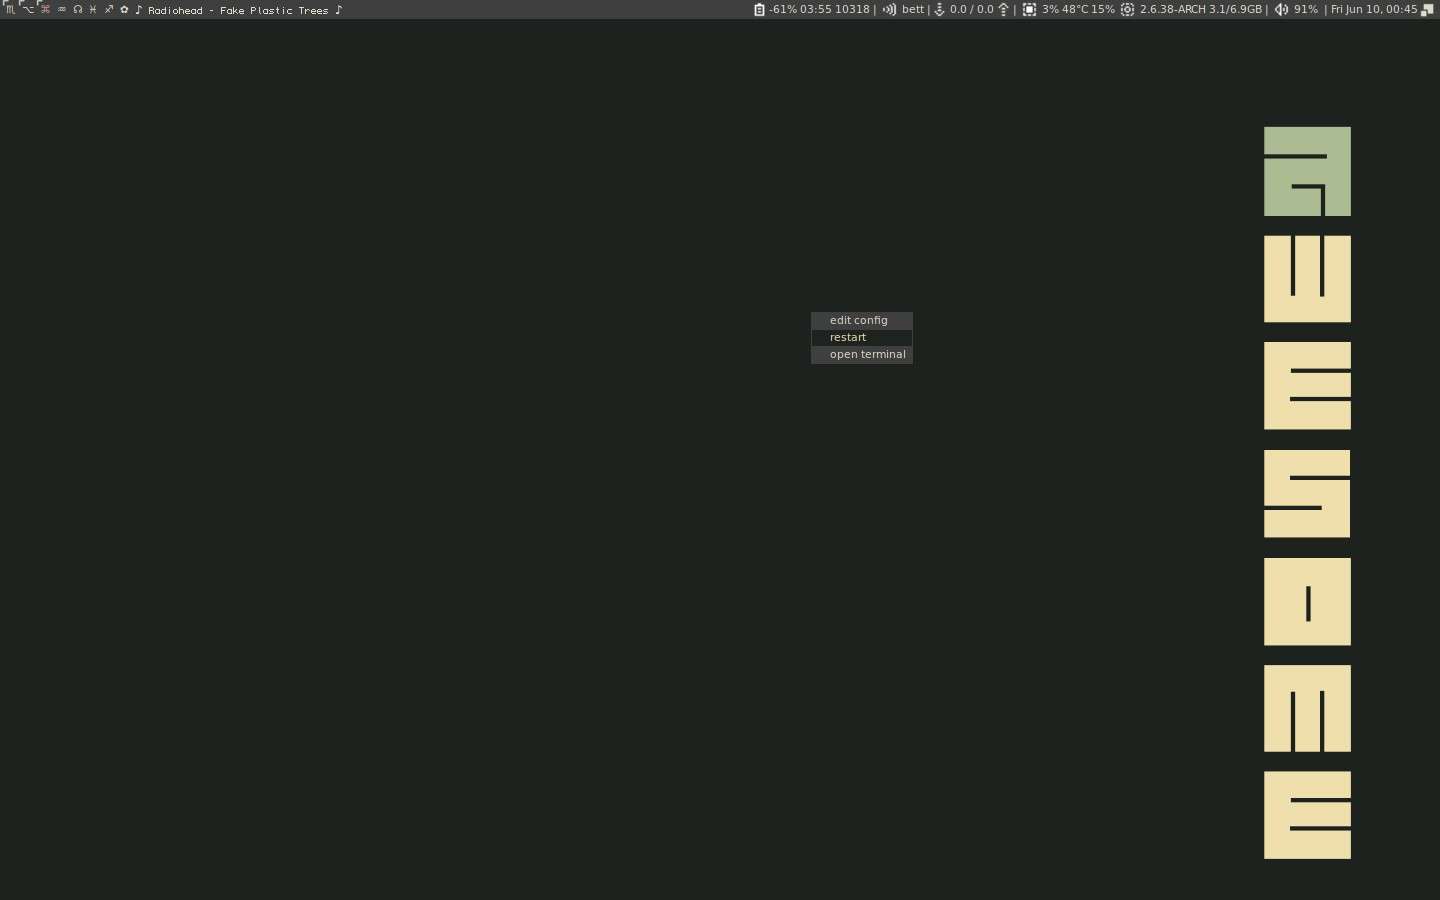 ♏ ⌥ ⌘ ♒ ☊ ♓ ♐ ✿ ♪ Radiohead - Fake Plastic Trees ♪
-61% 03:55 10318 | bett | 0.0 / 0.0 | 3% 48°C 15% 2.6.38-ARCH 3.1/6.9GB | 91% | Fri Jun 10, 00:45
edit config
restart
open terminal
a
w
e
s
o
m
e